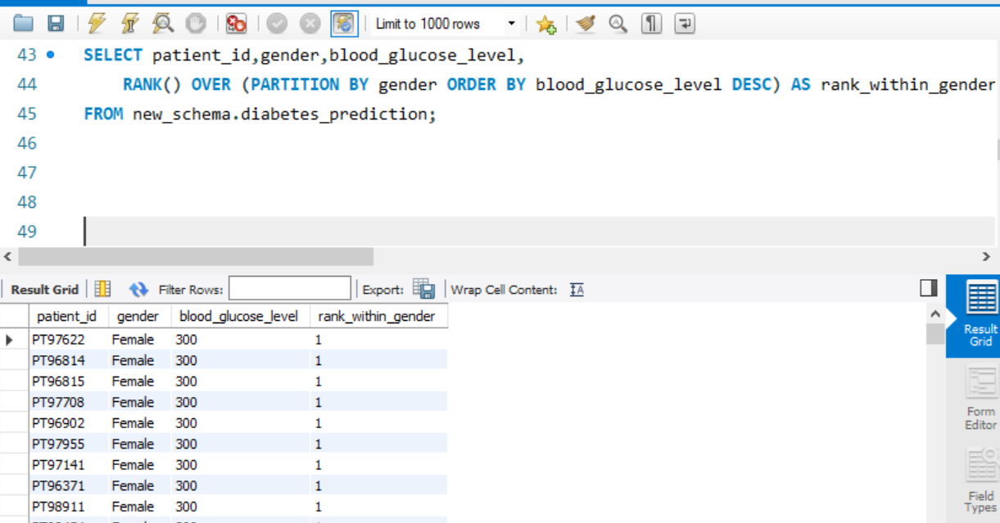 Limit to 1000 rows
43 SELECT patient_id,gender,blood_glucose_level,
44 RANK() OVER (PARTITION BY gender ORDER BY blood_glucose_level DESC) AS rank_within_gender
45 FROM new_schema.diabetes_prediction;
46
47
48
49
Result Grid Filter Rows: Export: Wrap Cell Content: IA
patient_id gender blood_glucose_level rank_within_gender
PT97622 Female 300 1
PT96814 Female 300 1
PT96815 Female 300 1
PT97708 Female 300 1
PT96902 Female 300 1
PT97955 Female 300 1
PT97141 Female 300 1
PT96371 Female 300 1
PT98911 Female 300 1
Result
Grid
Form
Editor
Field
Types